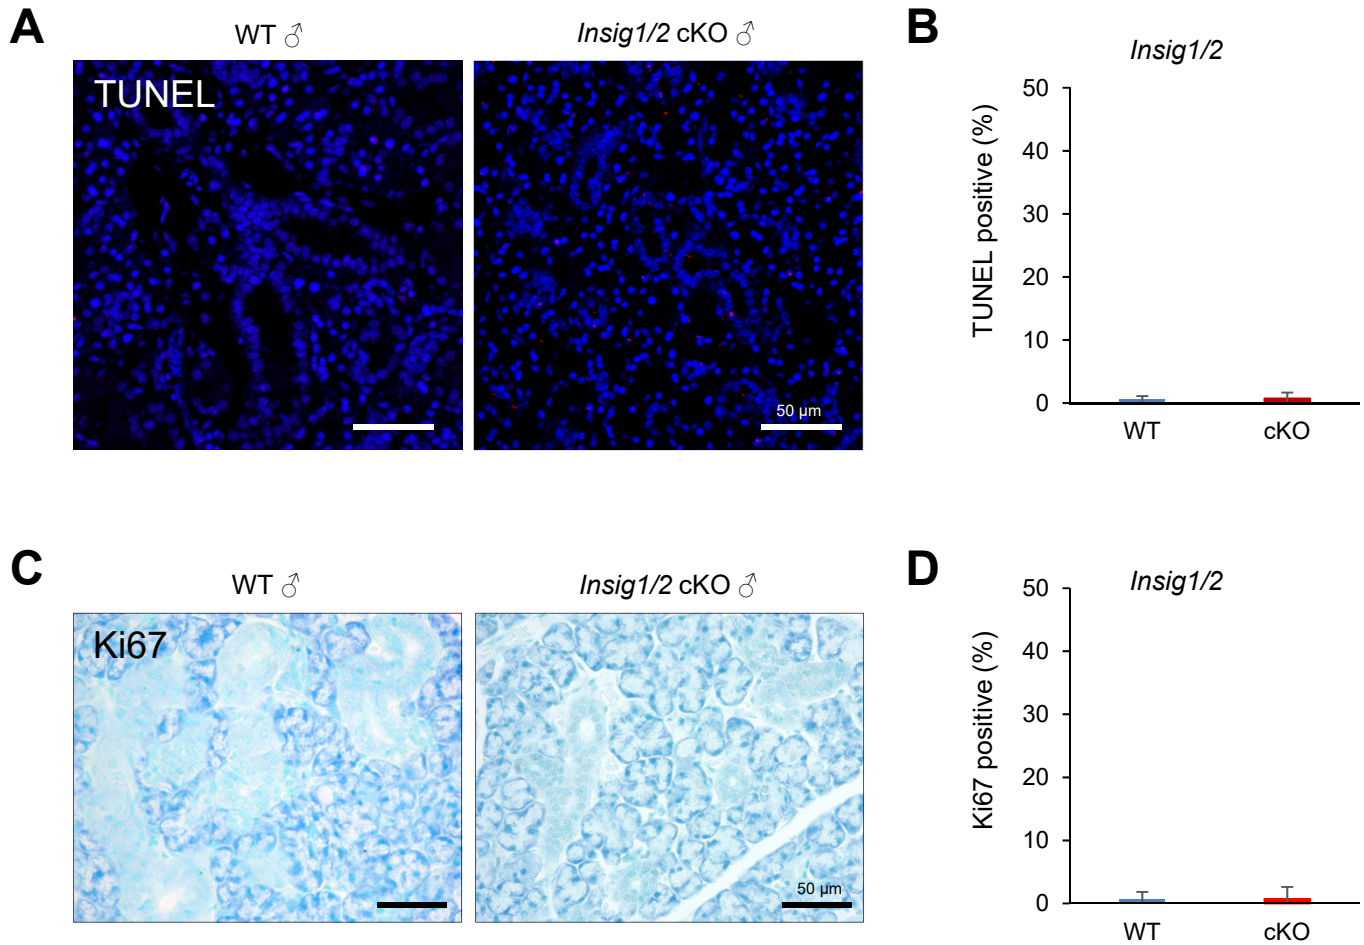 A
WT ♂
Insig1/2 cKO ♂
TUNEL
50 µm
B
Insig1/2
TUNEL positive (%)
50
40
30
20
10
0
WT
cKO
C
WT ♂
Insig1/2 cKO ♂
Ki67
50 µm
D
Insig1/2
Ki67 positive (%)
50
40
30
20
10
0
WT
cKO